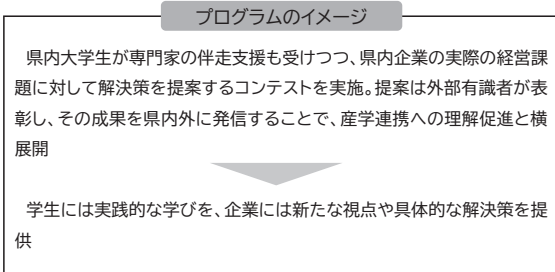 プログラムのイメージ
県内大学生が専門家の伴走支援も受けつつ、県内企業の実際の経営課
題に対して解決策を提案するコンテストを実施。提案は外部有識者が表
彰し、その成果を県内外に発信することで、産学連携への理解促進と横
展開
学生には実践的な学びを、企業には新たな視点や具体的な解決策を提
供